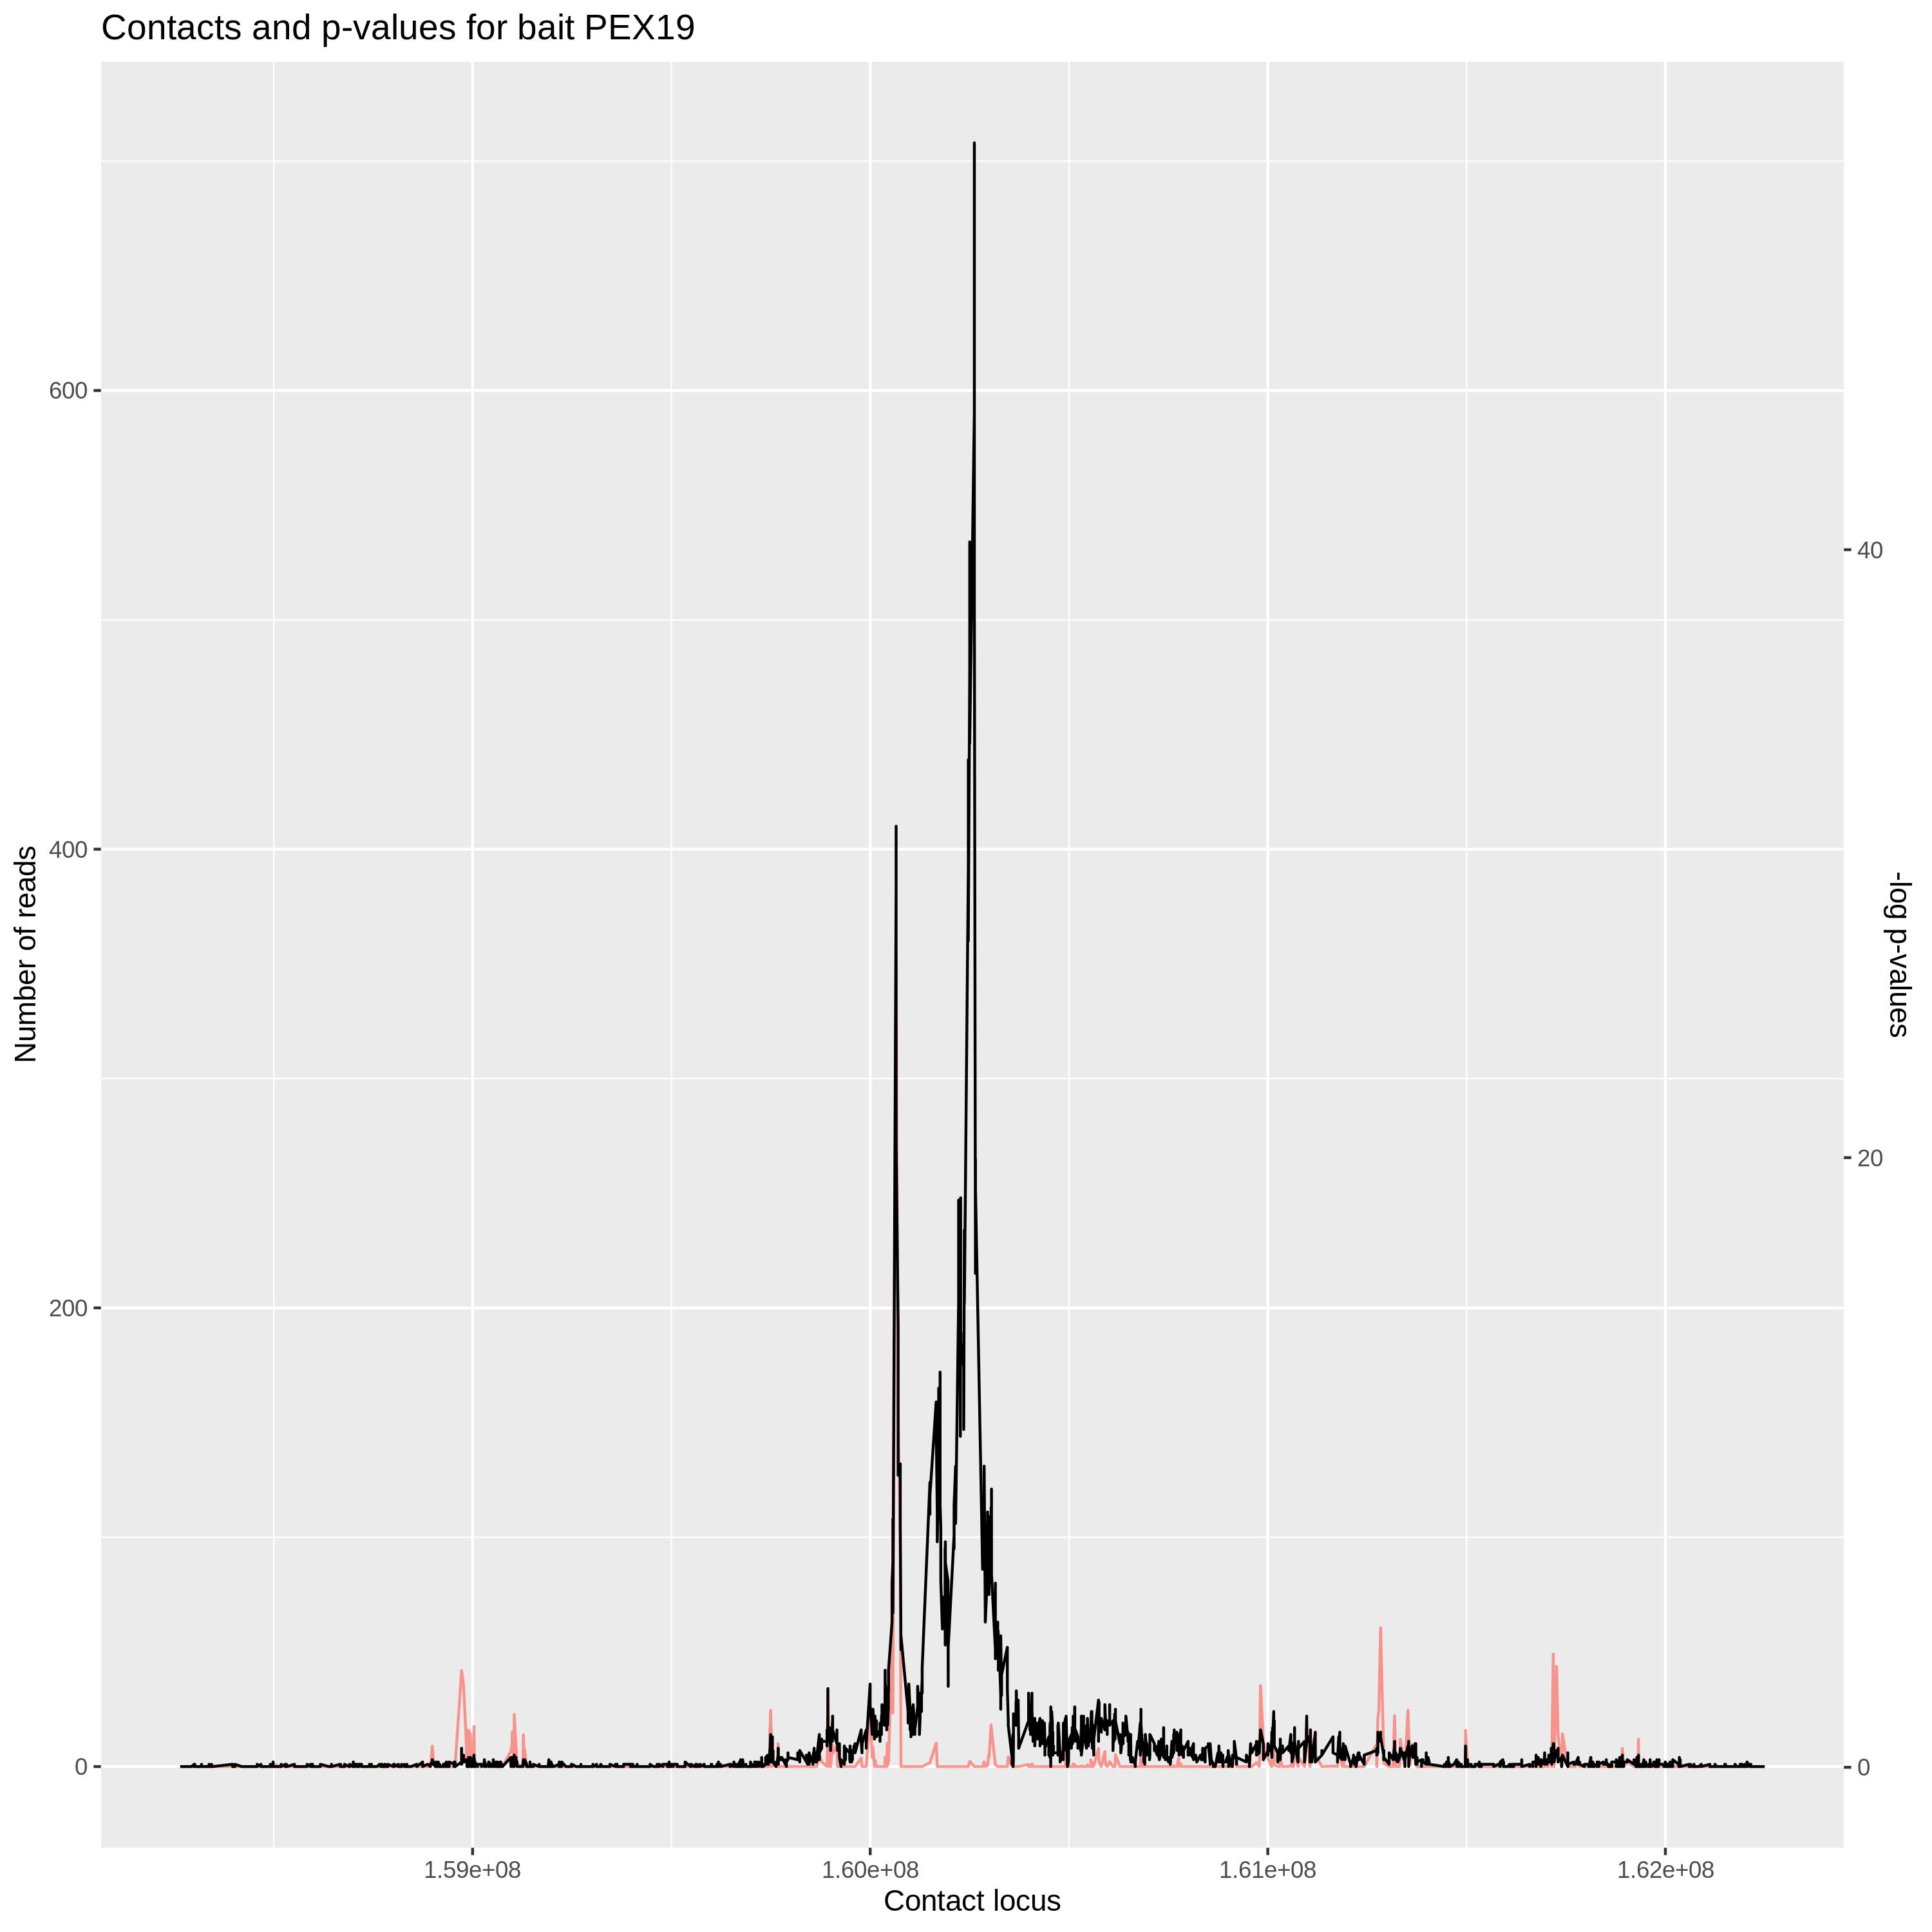 Contacts and p-values for bait PEX19
Number of reads
600
400
200
0
40
20
0
-log p-values
1.59e+08
1.60e+08
1.61e+08
1.62e+08
Contact locus